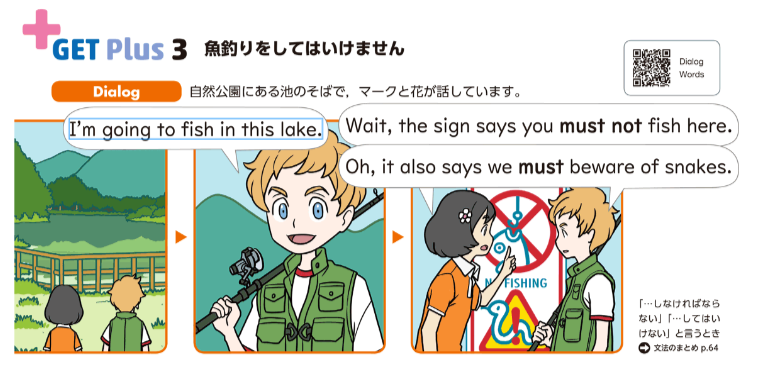 GET Plus 3 魚釣りをしてはいけません
Dialog
Words
Dialog 自然公園にある池のそばで，マークと花が話しています。
I'm going to fish in this lake.
Wait, the sign says you must not fish here.
Oh, it also says we must beware of snakes.
FISHING
「…しなければなら
ない」「…してはい
けない」と言うとき
文法のまとめ p.64